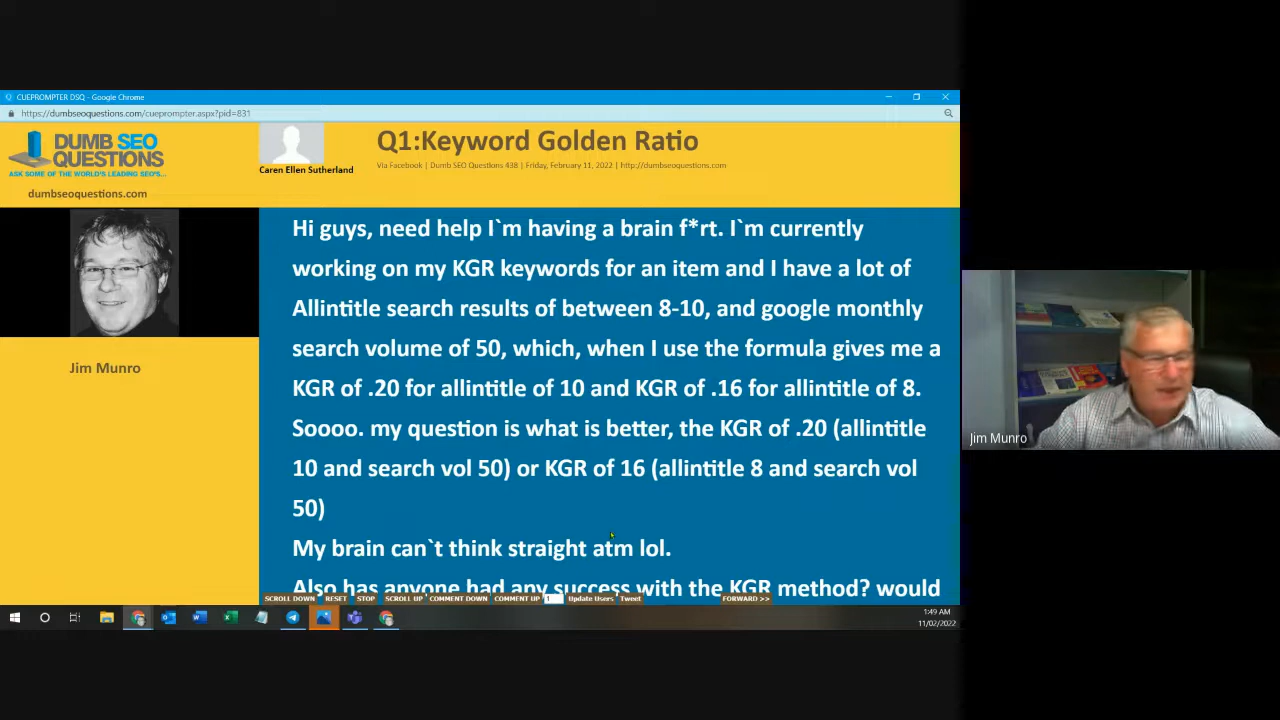 CUEPROMPTER DSQ - Google Chrome
https://dumbseoquestions.com/cueprompter.aspx?pid=831
DUMB SEO
QUESTIONS
ASK SOME OF THE WORLD'S LEADING SEO'S...
dumbseoquestions.com
Caren Ellen Sutherland
Q1:Keyword Golden Ratio
Via Facebook | Dumb SEO Questions 438 | Friday, February 11, 2022 | http://dumbseoquestions.com
Jim Munro
Hi guys, need help I`m having a brain f*rt. I`m currently
working on my KGR keywords for an item and I have a lot of
Allintitle search results of between 8-10, and google monthly
search volume of 50, which, when I use the formula gives me a
KGR of .20 for allintitle of 10 and KGR of .16 for allintitle of 8.
Soooo. my question is what is better, the KGR of .20 (allintitle
10 and search vol 50) or KGR of 16 (allintitle 8 and search vol
50)
My brain can`t think straight atm lol.
Also has anyone had any success with the KGR method? would
SCROLL DOWN RESET STOP SCROLL UP COMMENT DOWN COMMENT UP 1 Update Users Tweet FORWARD >>
1:49 AM
11/02/2022
Jim Munro